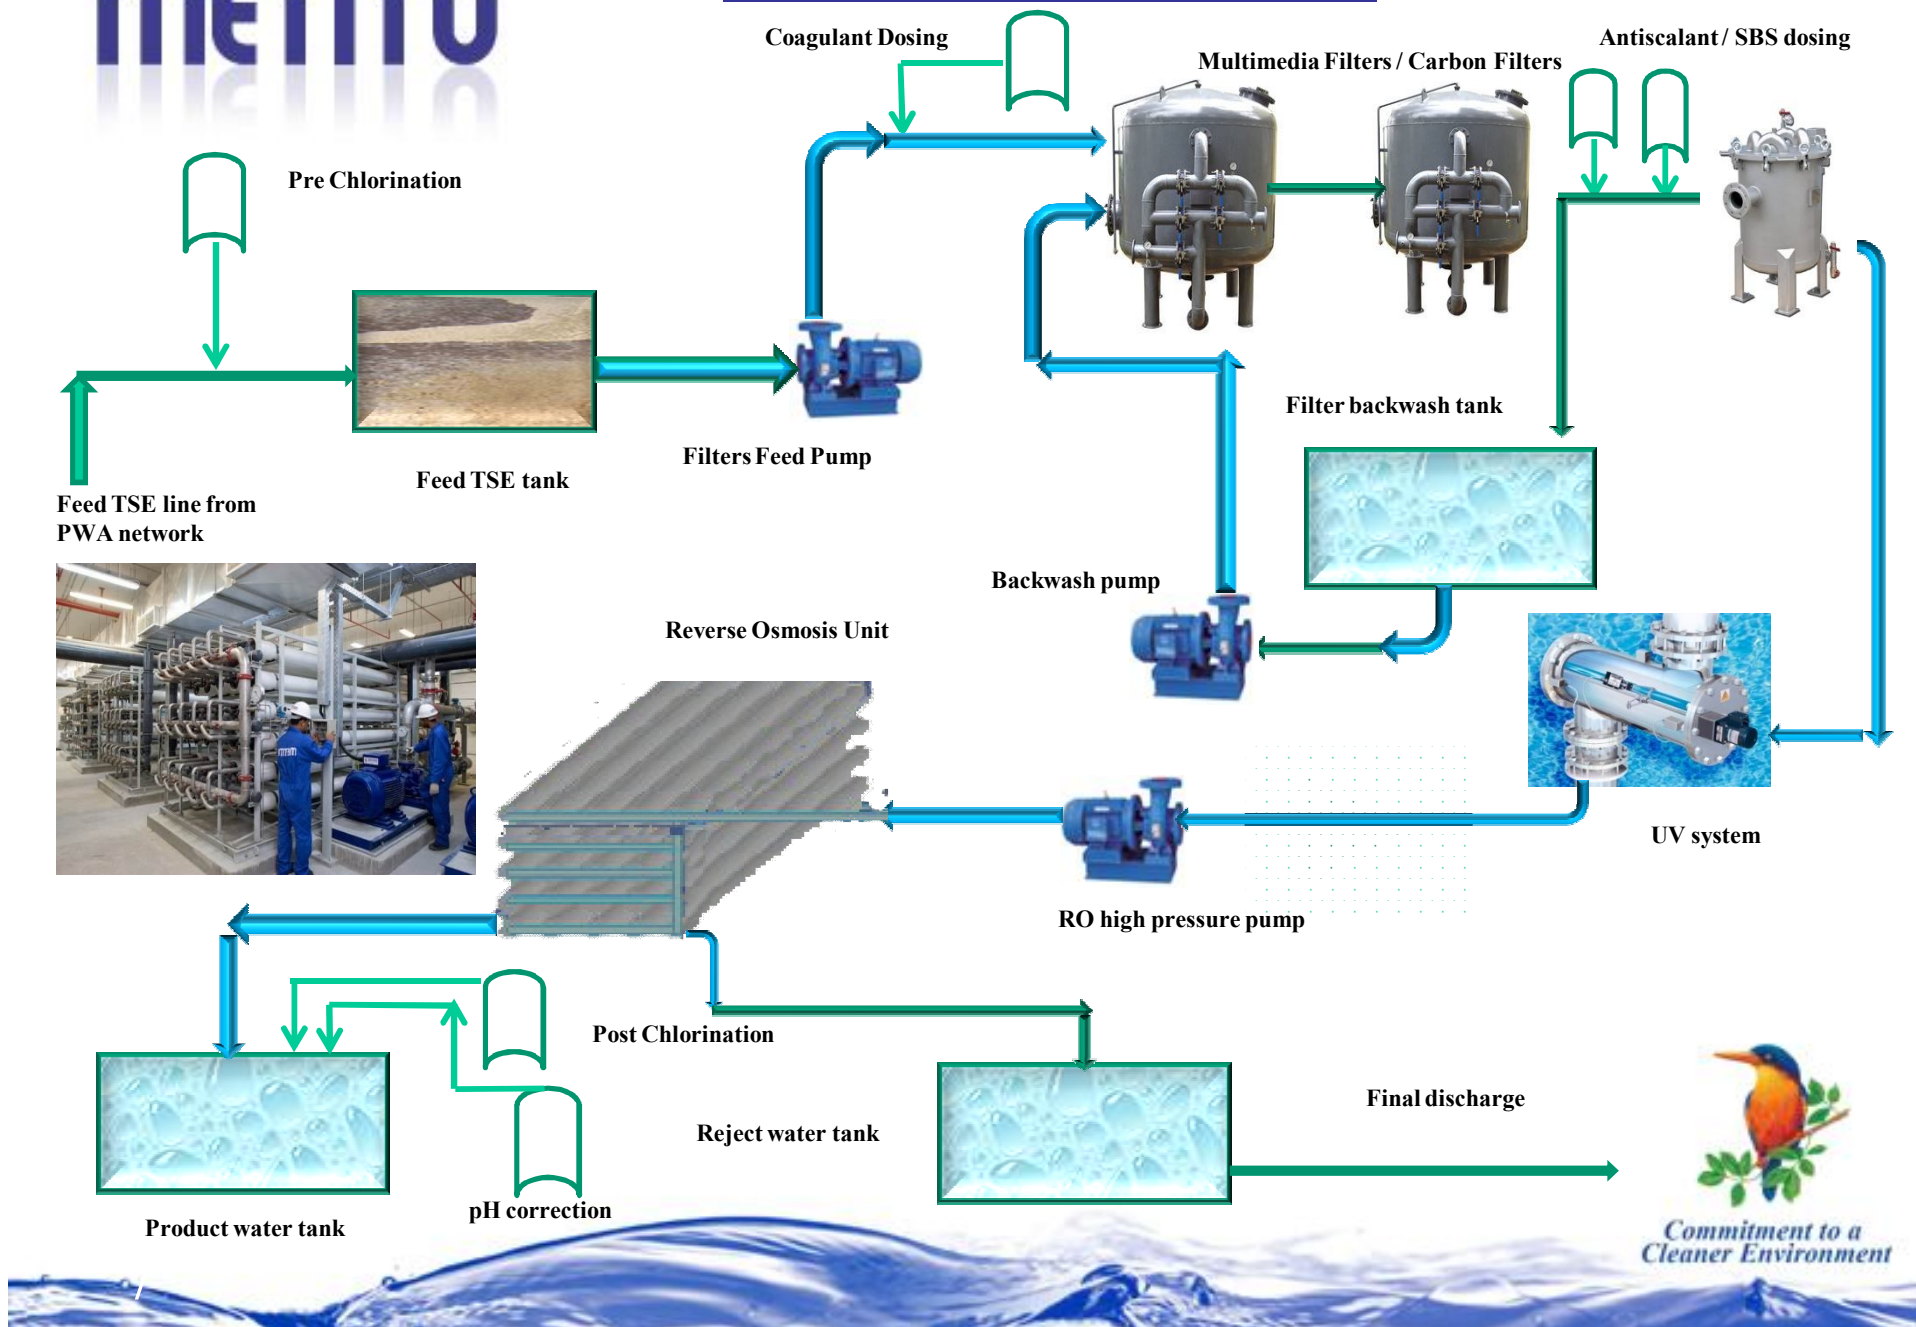 Coagulant Dosing
Multimedia Filters / Carbon Filters
Antiscalant / SBS dosing
Pre Chlorination
Filter backwash tank
Filters Feed Pump
Feed TSE tank
Feed TSE line from
PWA network
Backwash pump
Reverse Osmosis Unit
UV system
RO high pressure pump
Post Chlorination
Final discharge
Reject water tank
pH correction
Product water tank
Commitment to a
Cleaner Environment